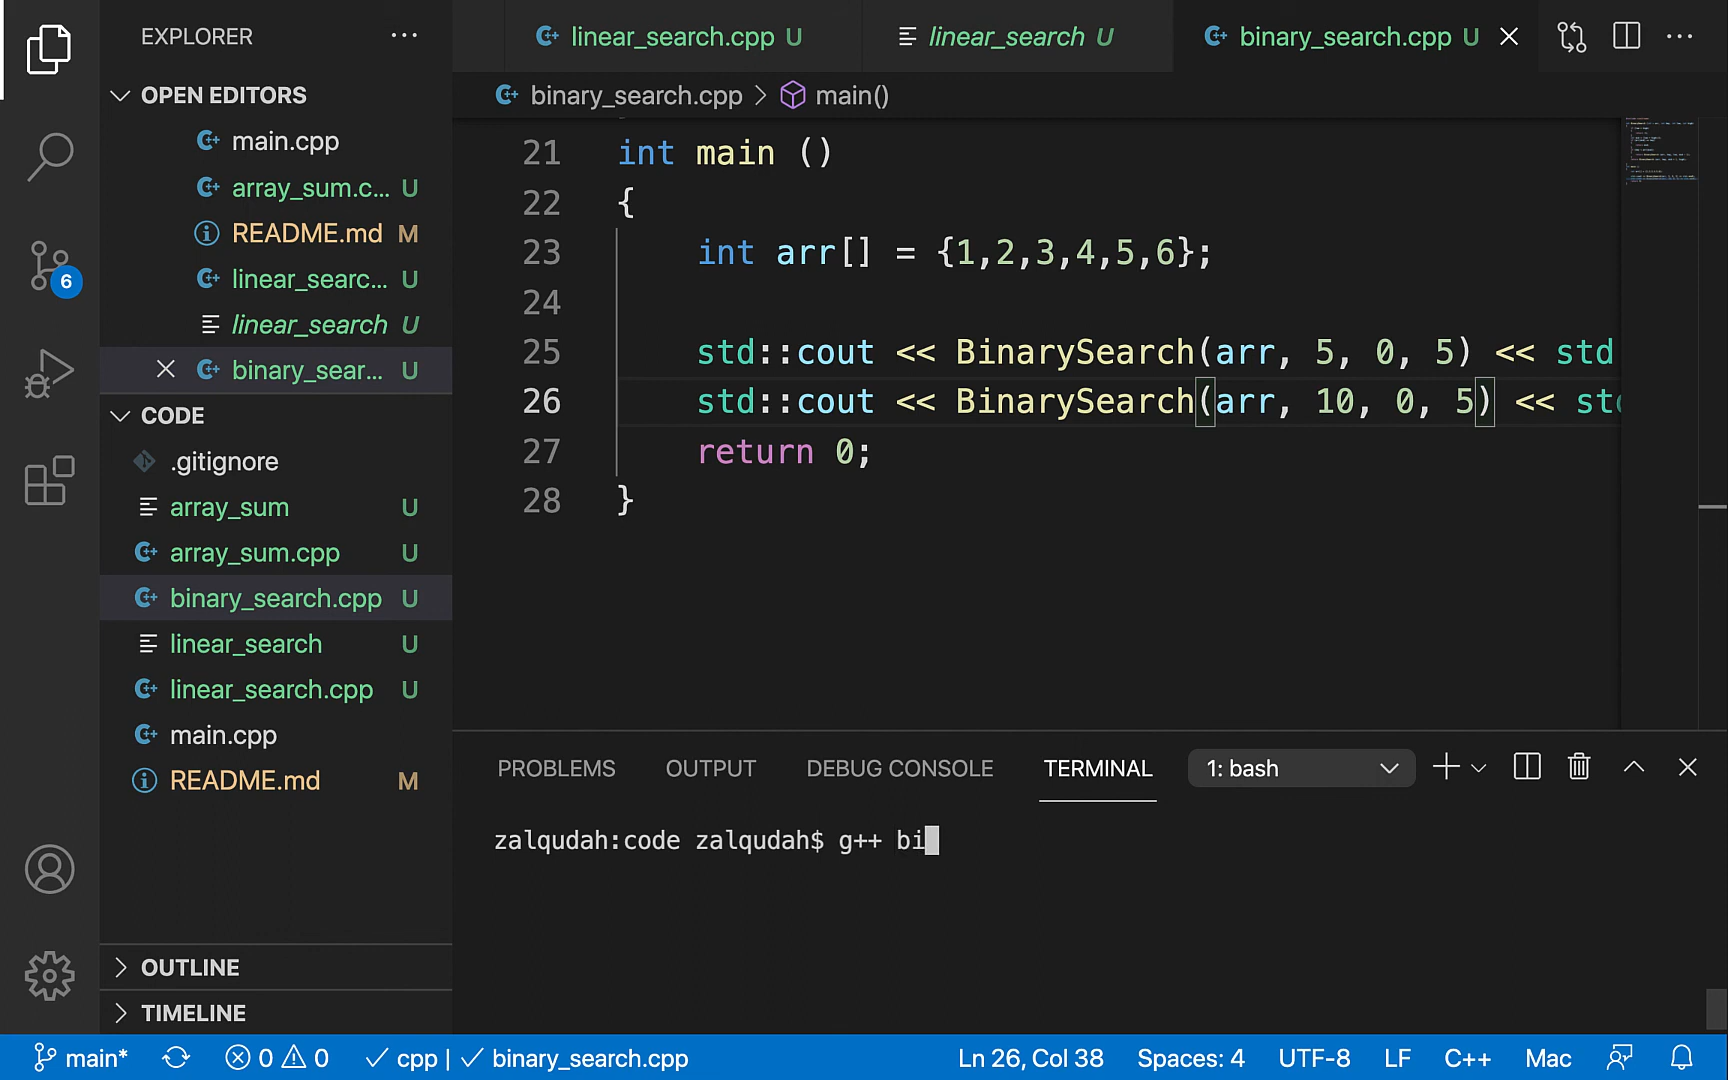 EXPLORER
OPEN EDITORS
main.cpp
array_sum.c... U
README.md M
linear_searc... U
linear_search U
binary_sear... U
CODE
.gitignore
array_sum U
array_sum.cpp U
binary_search.cpp U
linear_search U
linear_search.cpp U
main.cpp
README.md M
OUTLINE
TIMELINE
6
linear_search.cpp U
linear_search U
binary_search.cpp U
binary_search.cpp > main()
21 int main ()
22 {
23 int arr[] = {1,2,3,4,5,6};
24
25 std::cout << BinarySearch(arr, 5, 0, 5) << std
26 std::cout << BinarySearch(arr, 10, 0, 5) << std
27 return 0;
28 }
PROBLEMS OUTPUT DEBUG CONSOLE TERMINAL 1: bash
zalqudah:code zalqudah$ g++ bi
main* 0 0 cpp | binary_search.cpp Ln 26, Col 38 Spaces: 4 UTF-8 LF C++ Mac